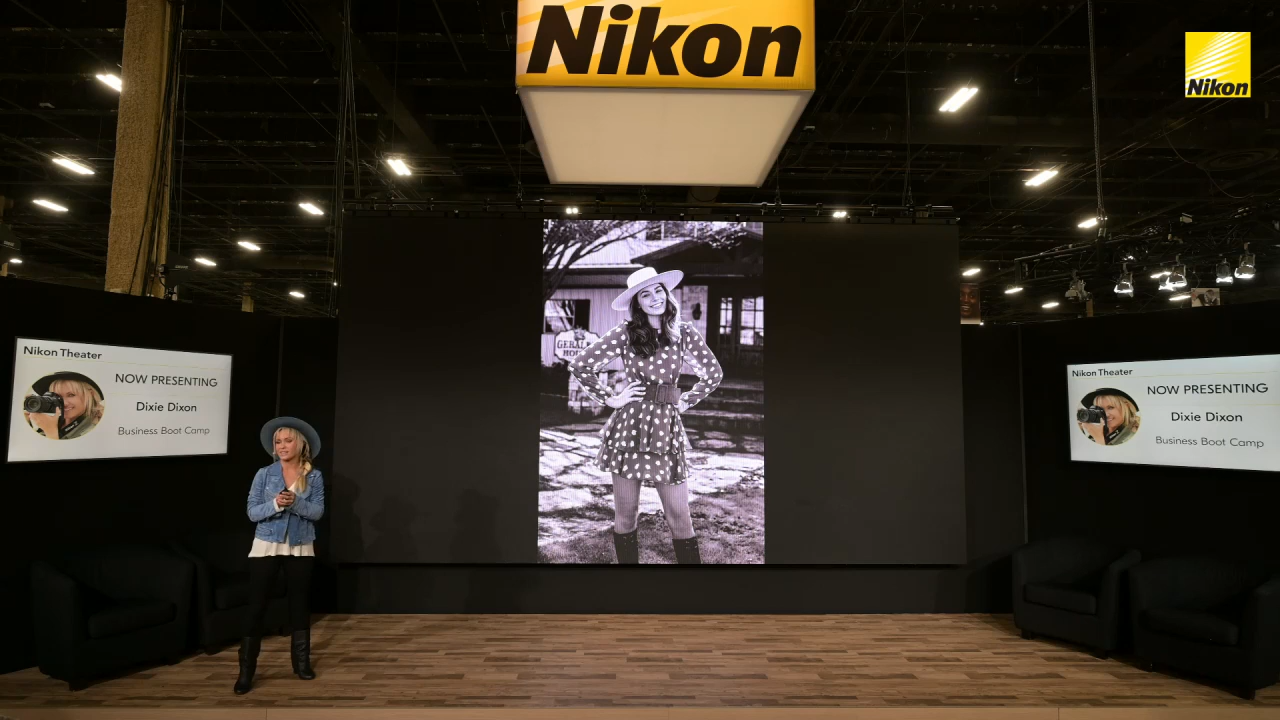 Nikon
Nikon
Nikon Theater
NOW PRESENTING
Dixie Dixon
Business Boot Camp
Nikon Theater
NOW PRESENTING
Dixie Dixon
Business Boot Camp